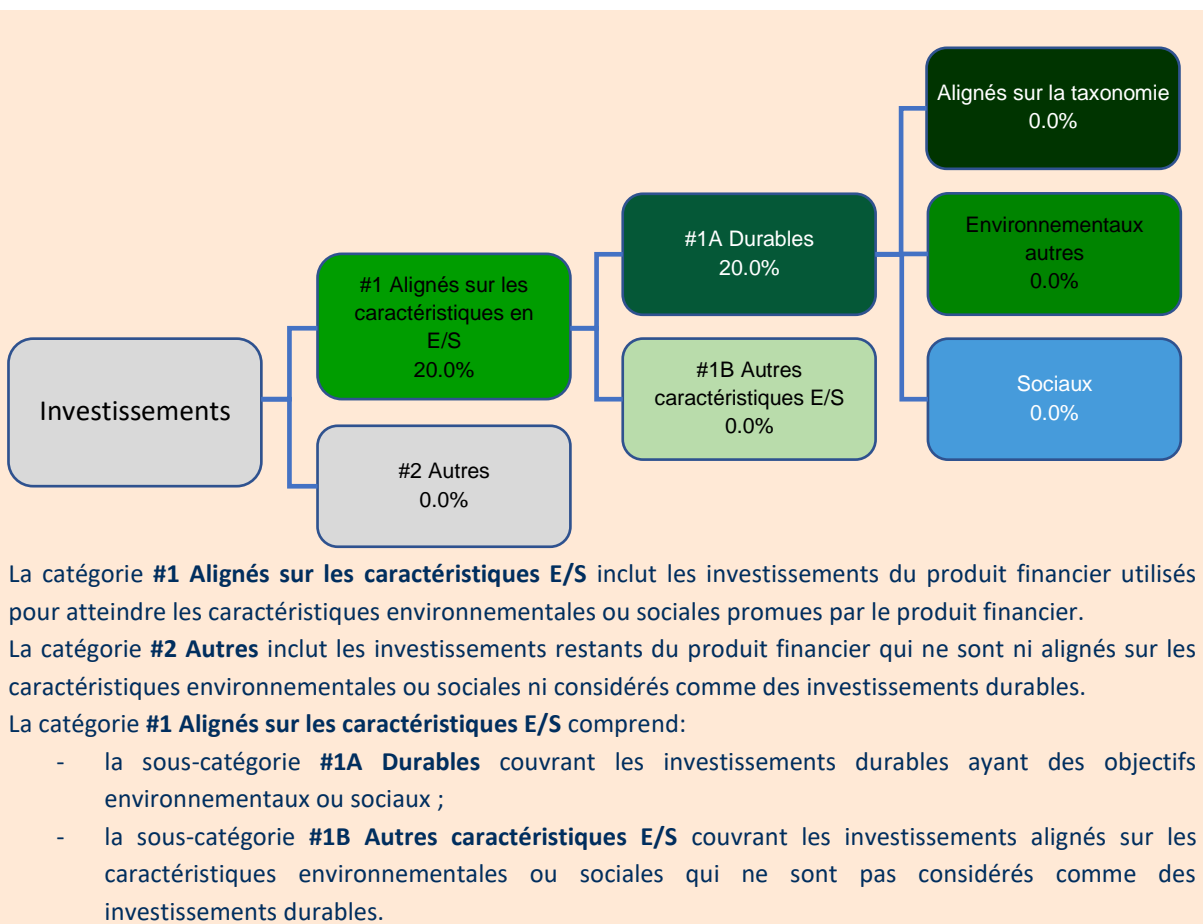 Investissements
#1 Alignés sur les
caractéristiques en
E/S
20.0%
#2 Autres
0.0%
#1A Durables
20.0%
#1B Autres
caractéristiques E/S
0.0%
Alignés sur la taxonomie
0.0%
Environnementaux
autres
0.0%
Sociaux
0.0%
La catégorie #1 Alignés sur les caractéristiques E/S inclut les investissements du produit financier utilisés
pour atteindre les caractéristiques environnementales ou sociales promues par le produit financier.
La catégorie #2 Autres inclut les investissements restants du produit financier qui ne sont ni alignés sur les
caractéristiques environnementales ou sociales ni considérés comme des investissements durables.
La catégorie #1 Alignés sur les caractéristiques E/S comprend:
- la sous-catégorie #1A Durables couvrant les investissements durables ayant des objectifs
environnementaux ou sociaux ;
- la sous-catégorie #1B Autres caractéristiques E/S couvrant les investissements alignés sur les
caractéristiques environnementales ou sociales qui ne sont pas considérés comme des
investissements durables.